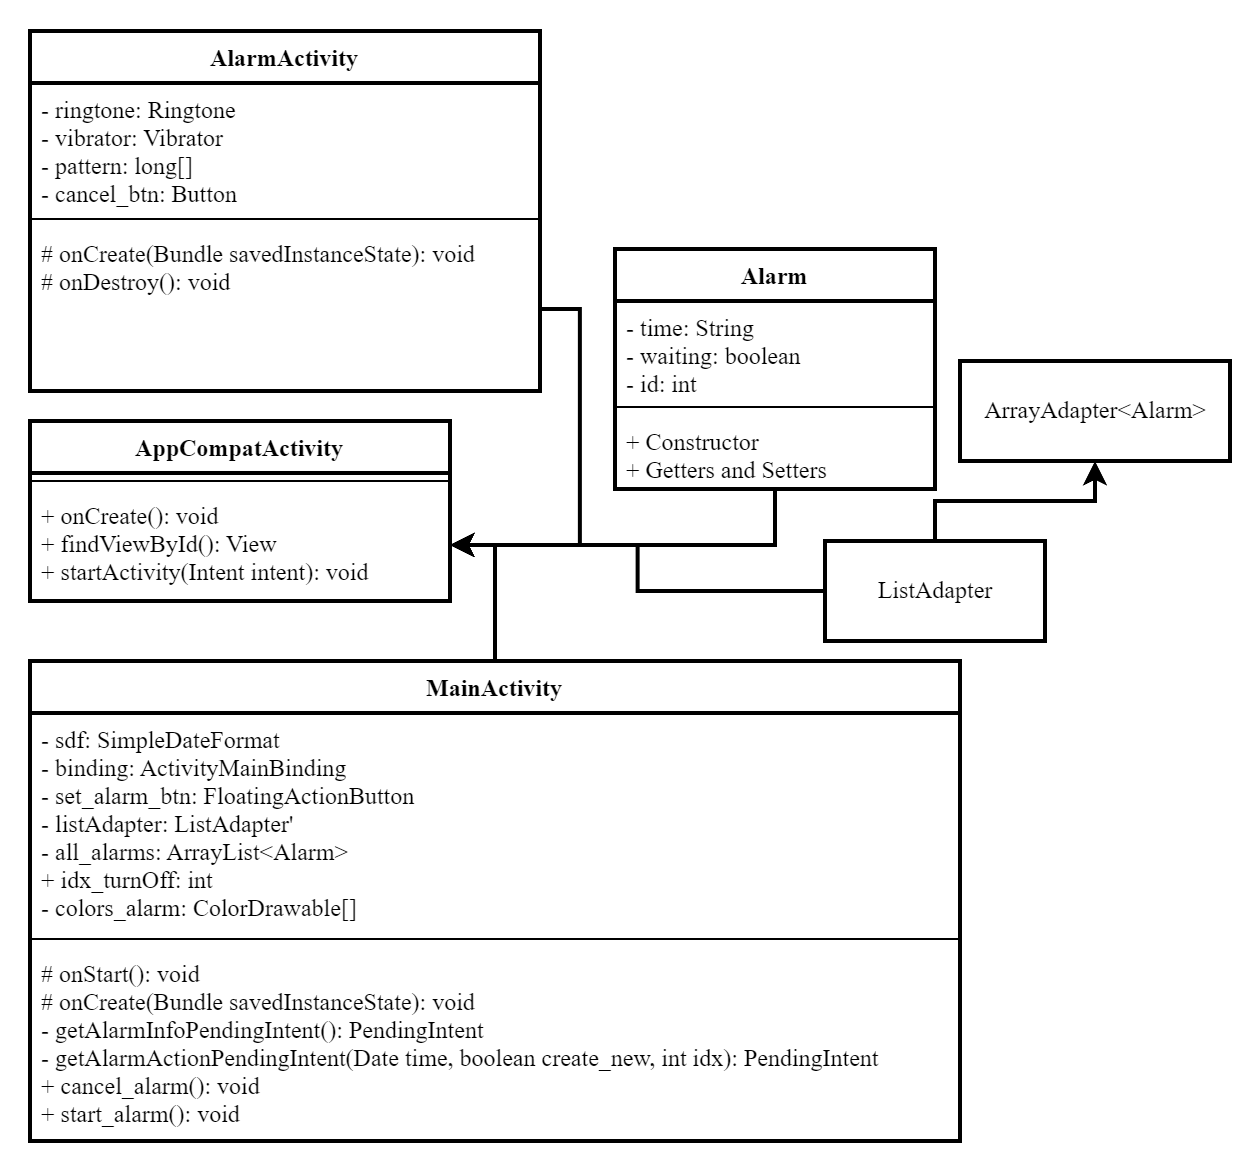 AlarmActivity
- ringtone: Ringtone
- vibrator: Vibrator
- pattern: long[]
- cancel_btn: Button
# onCreate(Bundle savedInstanceState): void
# onDestroy(): void
Alarm
- time: String
- waiting: boolean
- id: int
+ Constructor
+ Getters and Setters
ArrayAdapter<Alarm>
AppCompatActivity
+ onCreate(): void
+ findViewById(): View
+ startActivity(Intent intent): void
ListAdapter
MainActivity
- sdf: SimpleDateFormat
- binding: ActivityMainBinding
- set_alarm_btn: FloatingActionButton
- listAdapter: ListAdapter'
- all_alarms: ArrayList<Alarm>
+ idx_turnOff: int
- colors_alarm: ColorDrawable[]
# onStart(): void
# onCreate(Bundle savedInstanceState): void
- getAlarmInfoPendingIntent(): PendingIntent
- getAlarmActionPendingIntent(Date time, boolean create_new, int idx): PendingIntent
+ cancel_alarm(): void
+ start_alarm(): void